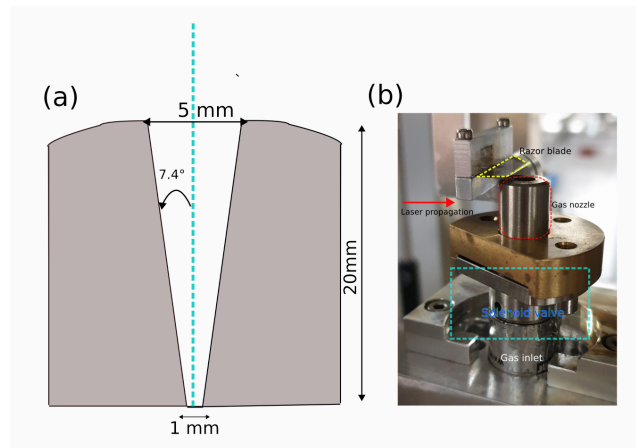 (a)
5 mm
7.4°
20mm
1 mm
(b)
Razor blade
Gas nozzle
Laser propagation
Solenoid valve
Gas inlet